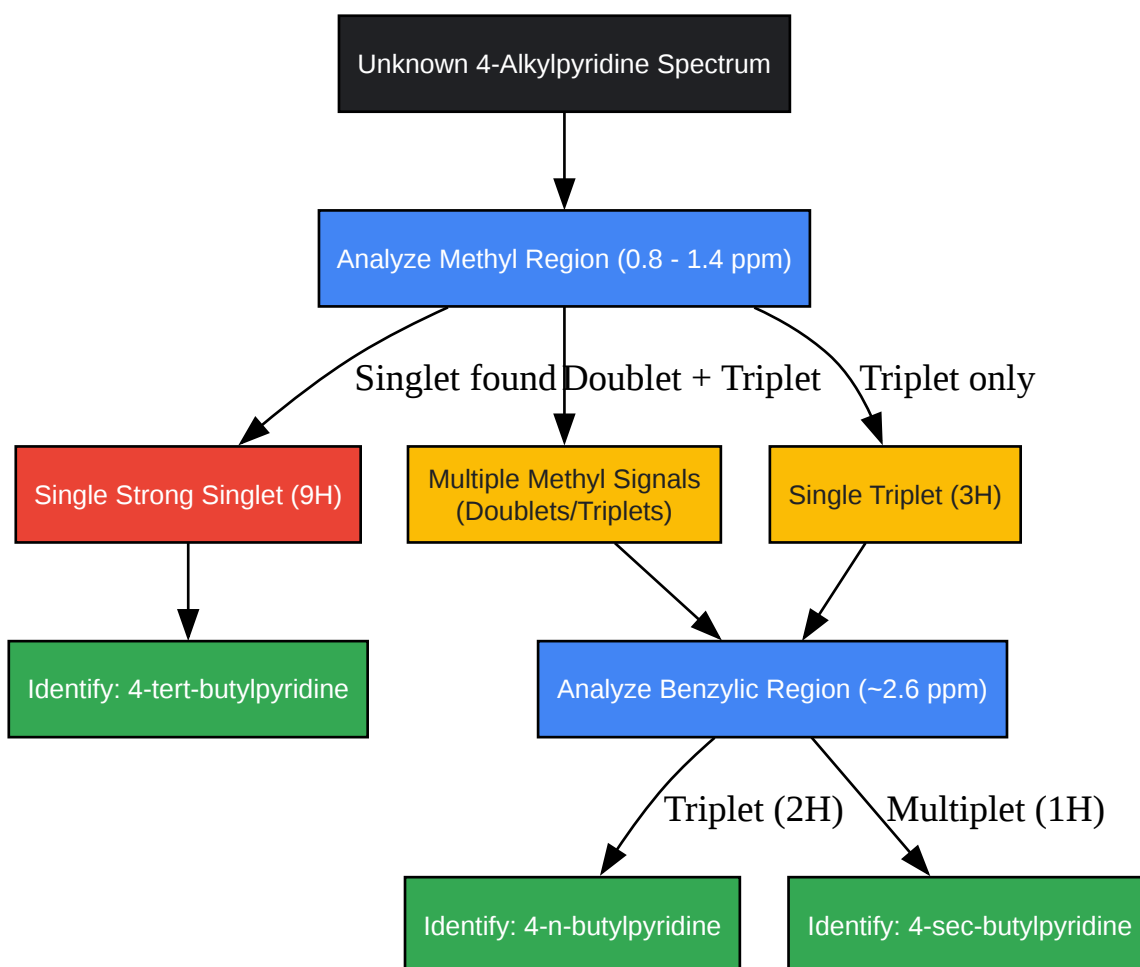 Unknown 4-Alkylpyridine Spectrum
Analyze Methyl Region (0.8 - 1.4 ppm)
Singlet found
Doublet + Triplet
Triplet only
Single Strong Singlet (9H)
Multiple Methyl Signals
(Doublets/Triplets)
Single Triplet (3H)
Identify: 4-tert-butylpyridine
Analyze Benzylic Region (~2.6 ppm)
Triplet (2H)
Multiplet (1H)
Identify: 4-n-butylpyridine
Identify: 4-sec-butylpyridine